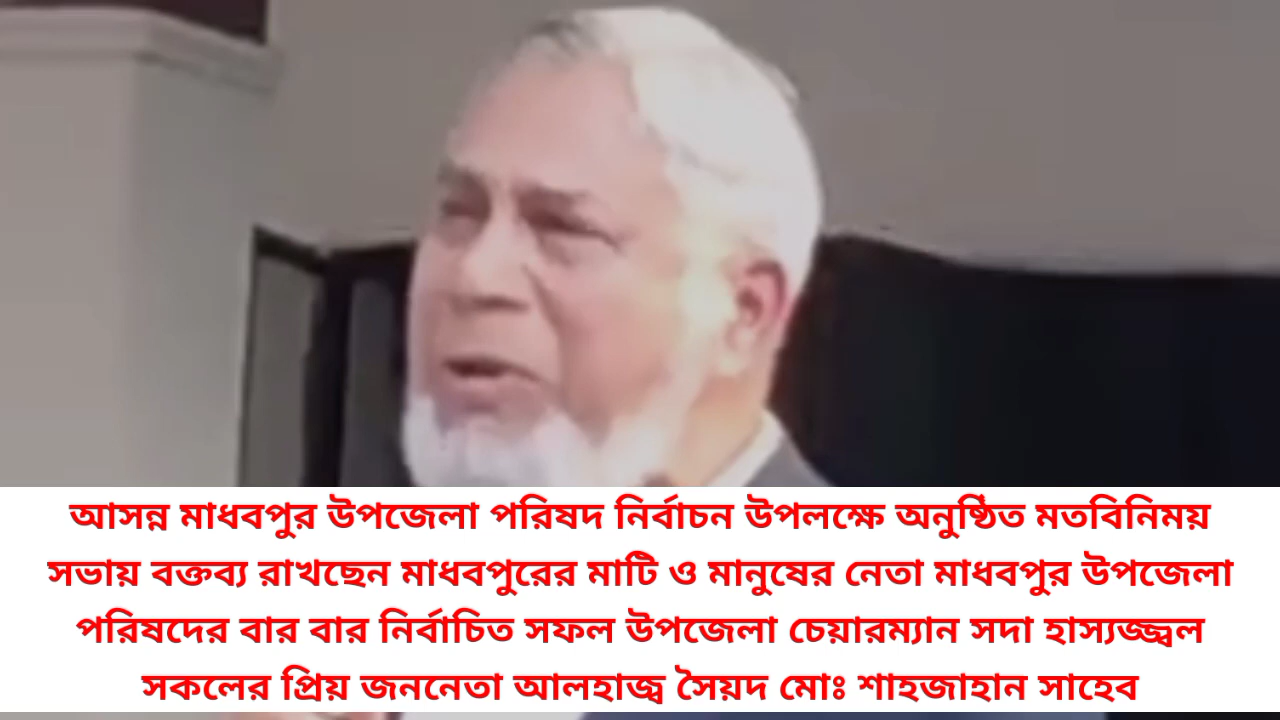 আসন্ন মাধবপুর উপজেলা পরিষদ নির্বাচন উপলক্ষে অনুষ্ঠিত মতবিনিময়
সভায় বক্তব্য রাখছেন মাধবপুরের মাটি ও মানুষের নেতা মাধবপুর উপজেলা
পরিষদের বার বার নির্বাচিত সফল উপজেলা চেয়ারম্যান সদা হাস্যজ্জ্বল
সকলের প্রিয় জননেতা আলহাজ্ব সৈয়দ মোঃ শাহজাহান সাহেব